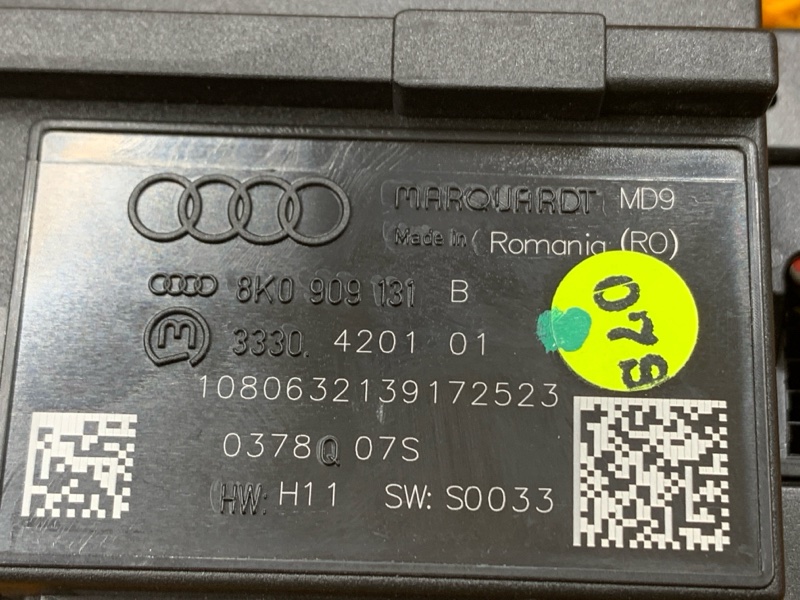 MARQUARDT MD9
Made in Romania (RO)
8K0 909 131 B
M 3330. 4201 01
07S
1080632139172523
0378Q 07S
HW: H11 SW: S0033